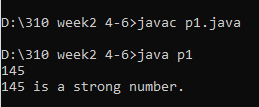 D:\310 week2 4-6>javac p1.java
D:\310 week2 4-6>java p1
145
145 is a strong number.